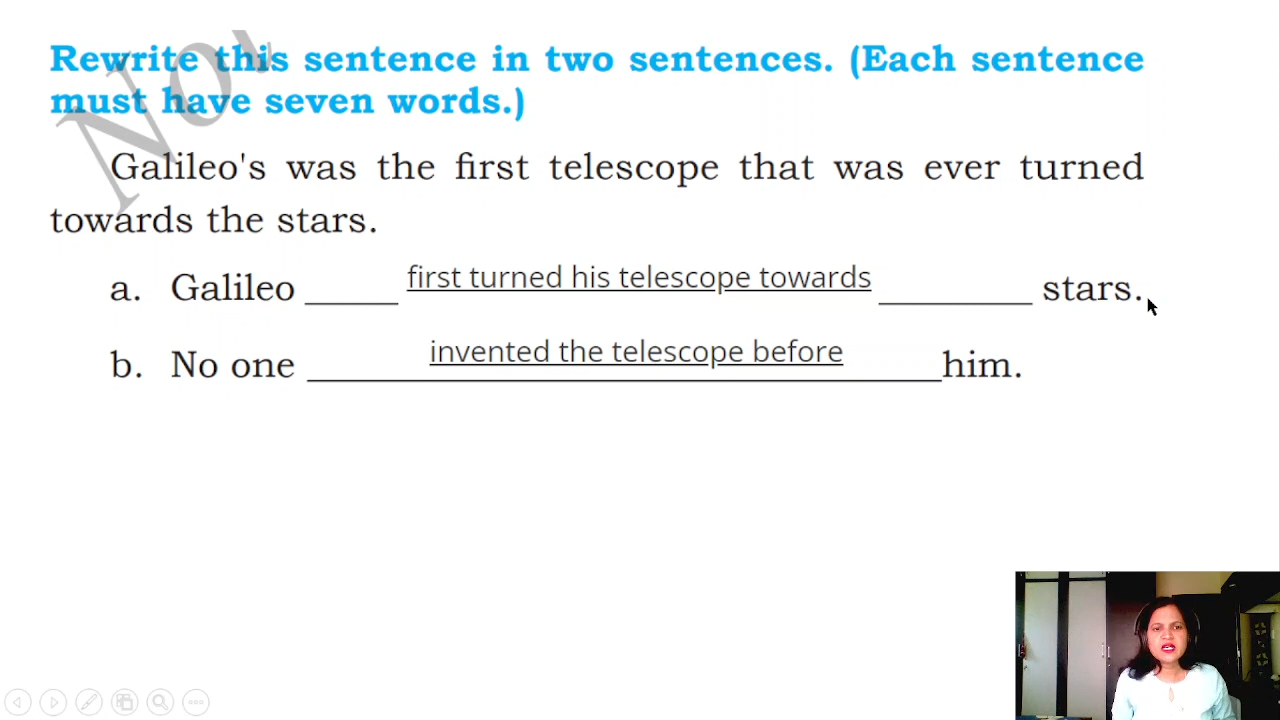 Rewrite this sentence in two sentences. (Each sentence
must have seven words.)
Galileo's was the first telescope that was ever turned
towards the stars.
a. Galileo _____ first turned his telescope towards ________ stars.
b. No one invented the telescope before him.